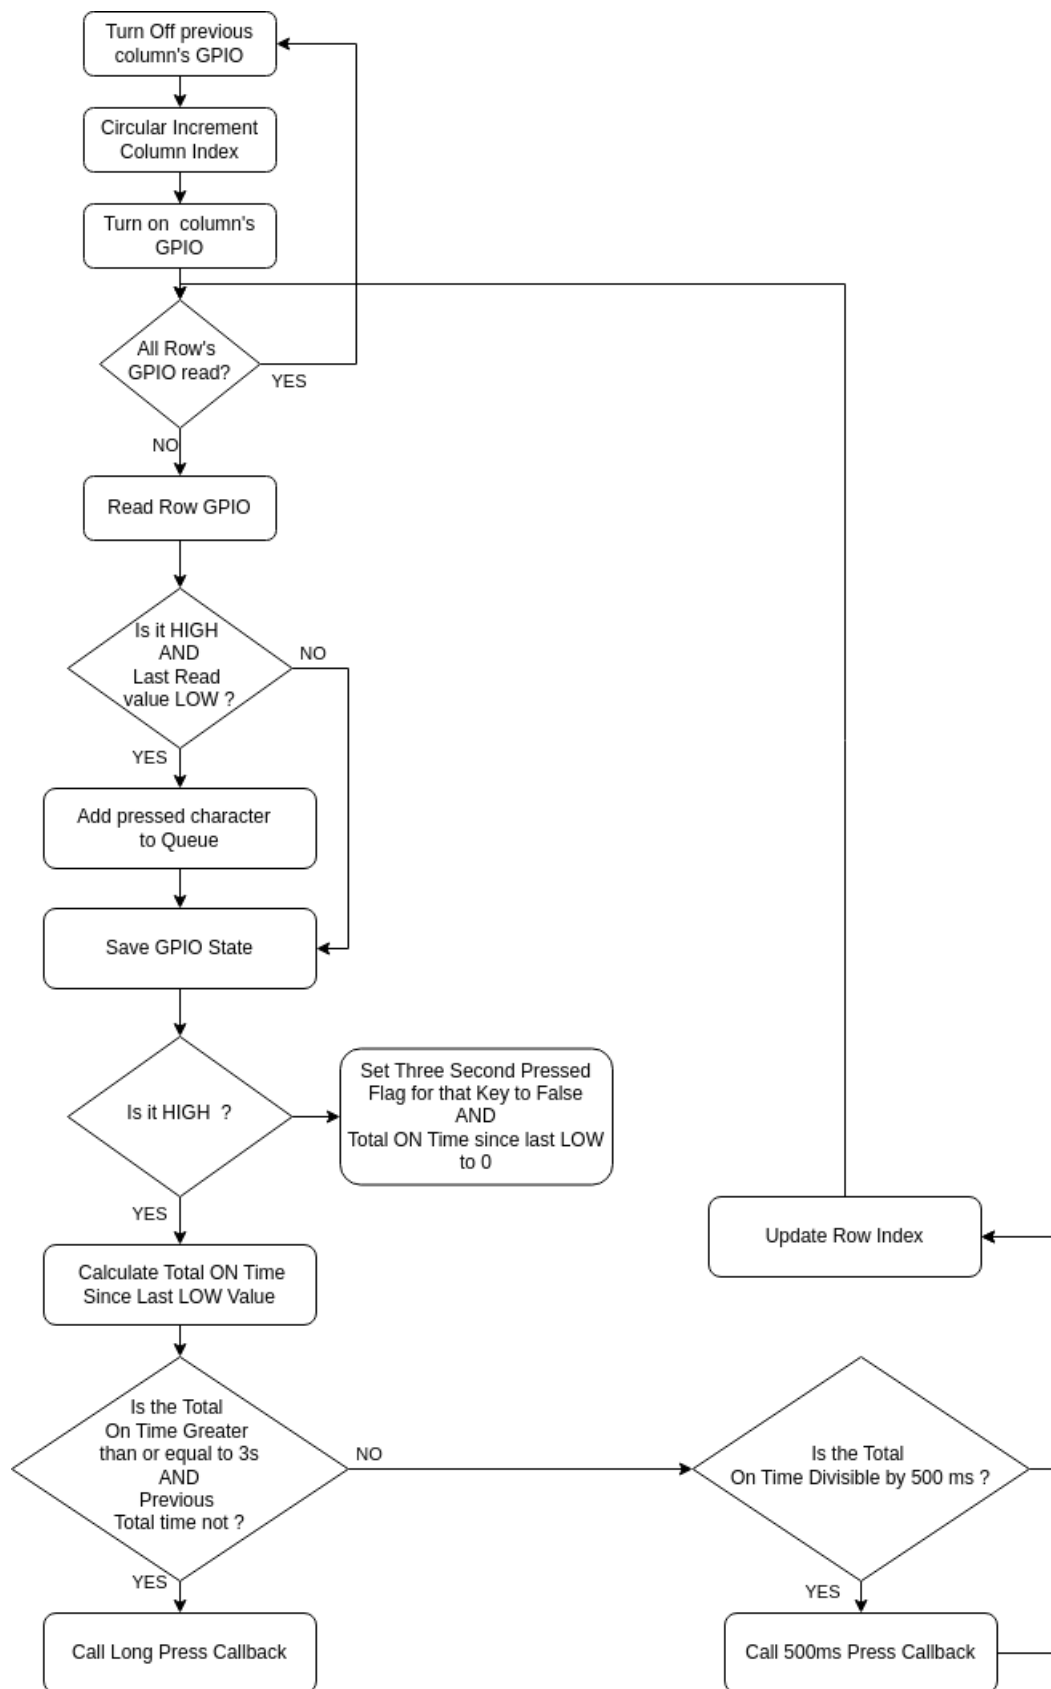 Turn Off previous
column's GPIO
Circular Increment
Column Index
Turn on column's
GPIO
All Row's
GPIO read?
YES
NO
Read Row GPIO
Is it HIGH
AND
Last Read
value LOW ?
NO
YES
Add pressed character
to Queue
Save GPIO State
Is it HIGH ?
Set Three Second Pressed
Flag for that Key to False
AND
Total ON Time since last LOW
to 0
YES
Update Row Index
Calculate Total ON Time
Since Last LOW Value
Is the Total
On Time Greater
than or equal to 3s
AND
Previous
Total time not ?
NO
Is the Total
On Time Divisible by 500 ms ?
YES
YES
Call Long Press Callback
Call 500ms Press Callback